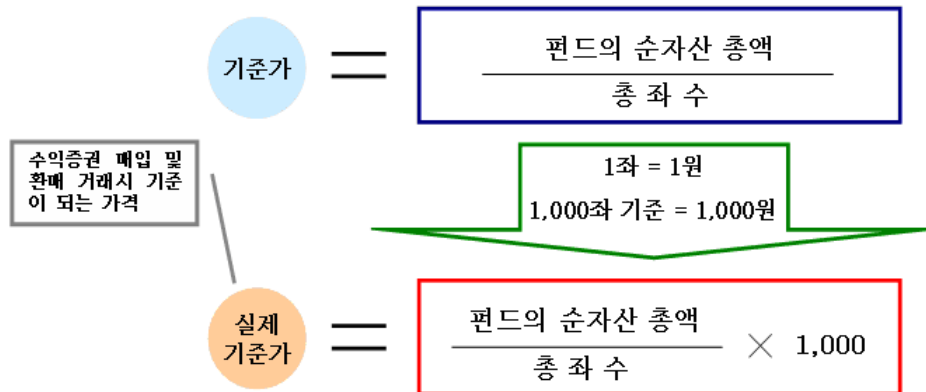 기준가
=
펀드의 순자산 총액
총 좌 수
수익증권 매입 및
환매 거래시 기준
이 되는 가격
1좌 = 1원
1,000좌 기준 = 1,000원
실제
기준가
=
펀드의 순자산 총액
총 좌 수
× 1,000